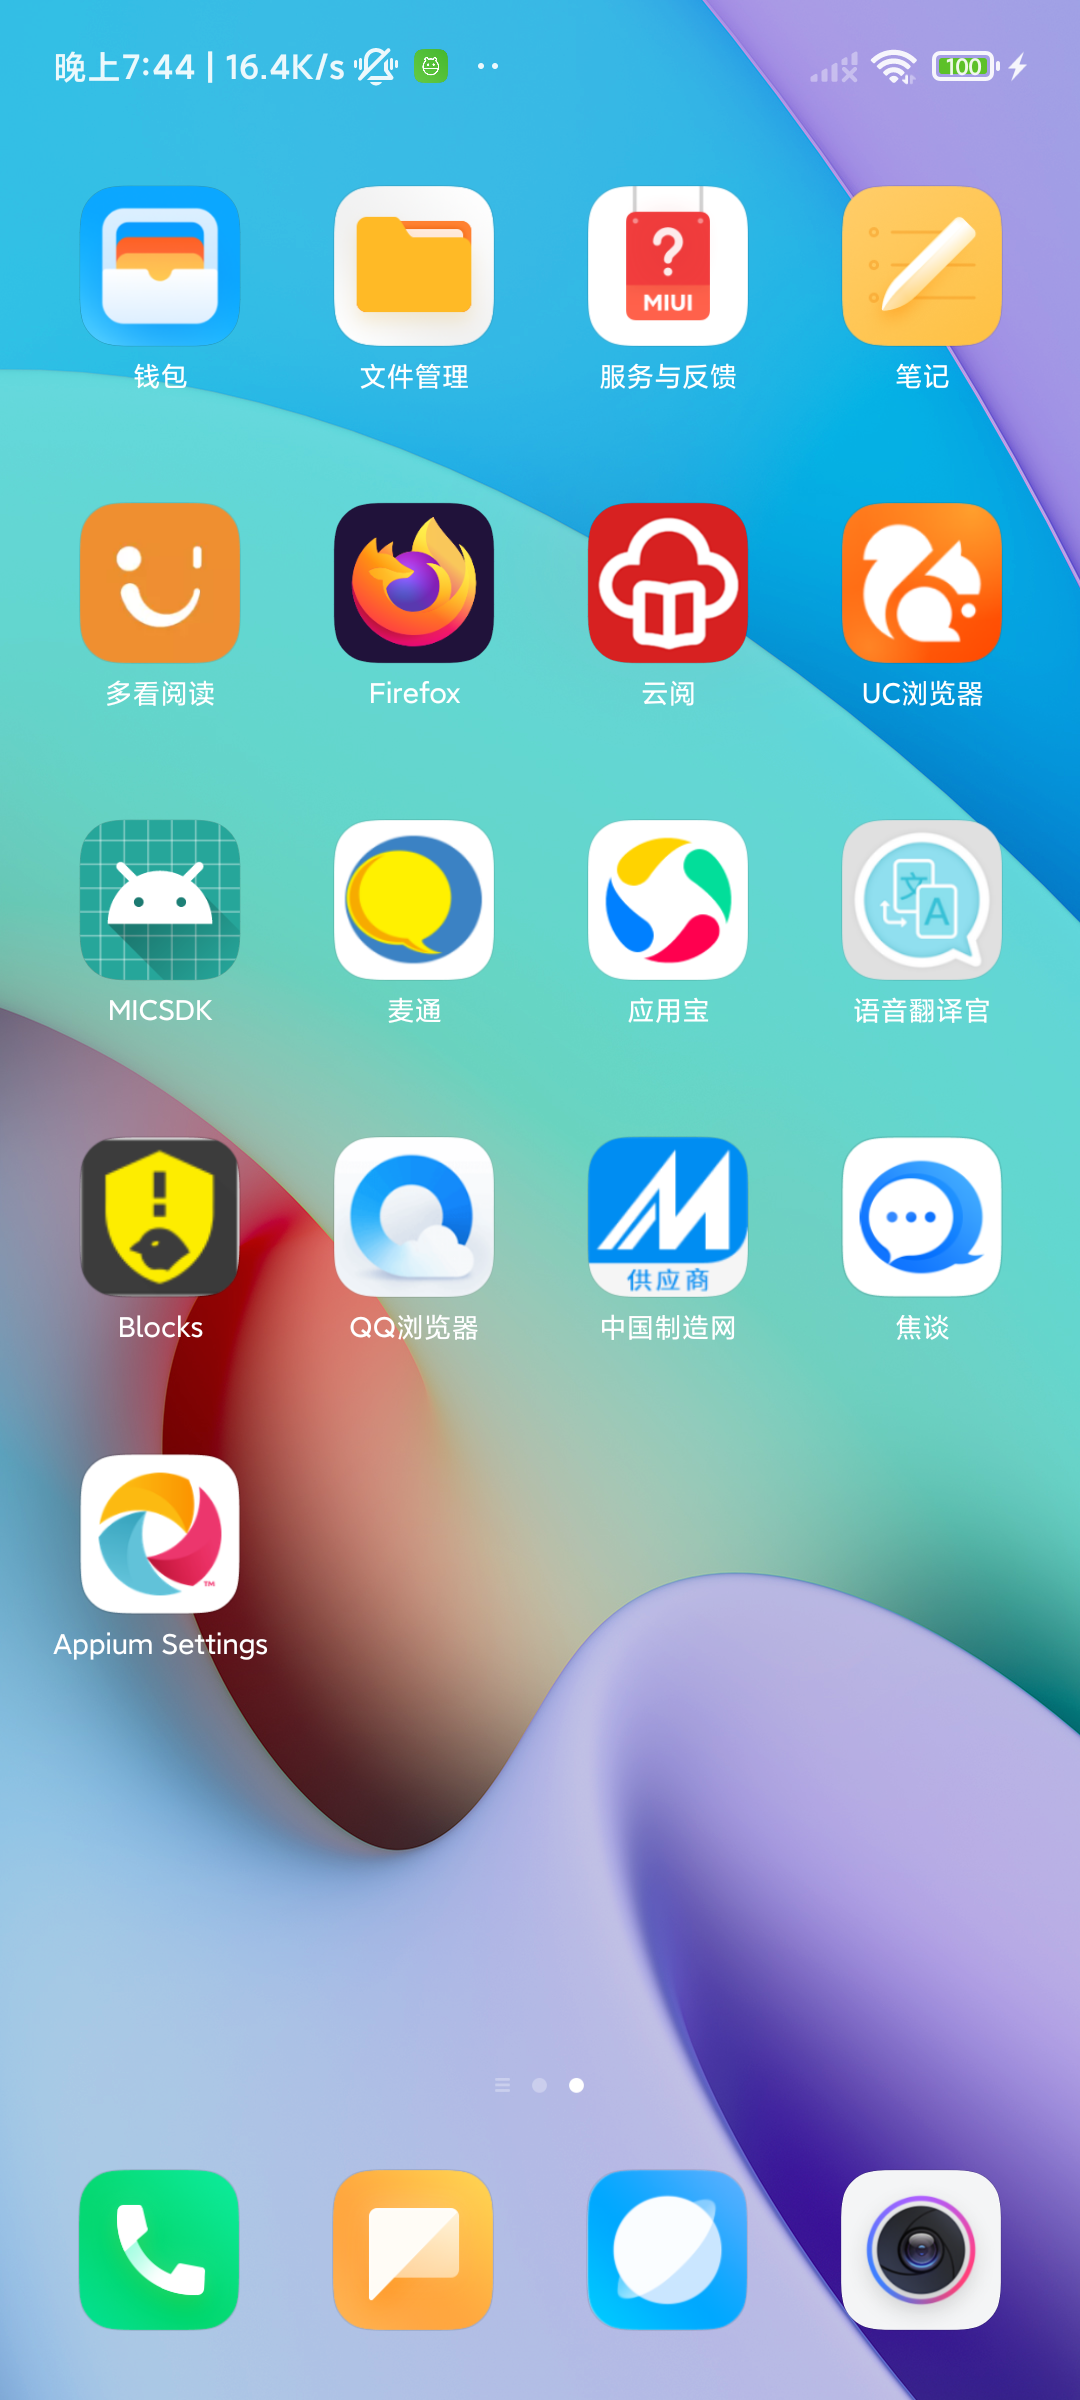 晚上7:44 | 16.4K/s
100
MIUI
钱包 文件管理 服务与反馈 笔记
多看阅读 Firefox 云阅 UC浏览器
文 A
MICSDK 麦通 应用宝 语音翻译官
供应商
Blocks QQ浏览器 中国制造网 焦谈
TM
Appium Settings